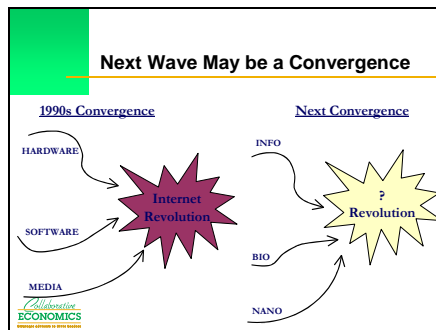 Next Wave May be a Convergence
1990s Convergence
HARDWARE
SOFTWARE
MEDIA
Internet
Revolution
Next Convergence
INFO
BIO
NANO
?
Revolution
Collaborative
ECONOMICS